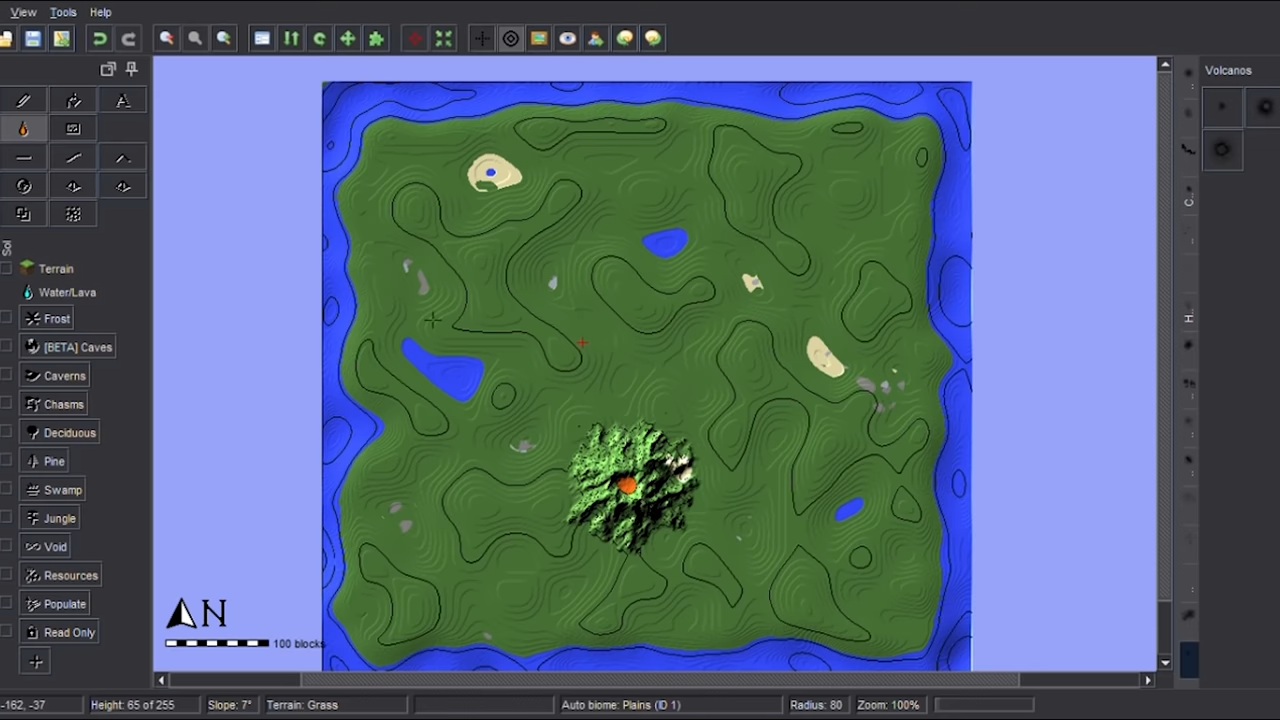 View Tools Help
Volcanos
Sel
Terrain
Water/Lava
Frost
[BETA] Caves
Caverns
Chasms
Deciduous
Pine
Swamp
Jungle
Void
Resources
Populate
Read Only
N
100 blocks
C..
H..
-162, -37 Height: 65 of 255 Slope: 7° Terrain: Grass Auto biome: Plains (ID 1) Radius: 80 Zoom: 100%